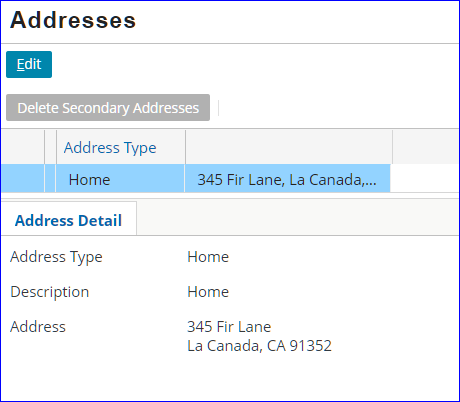 Addresses
Edit
Delete Secondary Addresses
Address Type
Home 345 Fir Lane, La Canada,...
Address Detail
Address Type Home
Description Home
Address 345 Fir Lane
La Canada, CA 91352